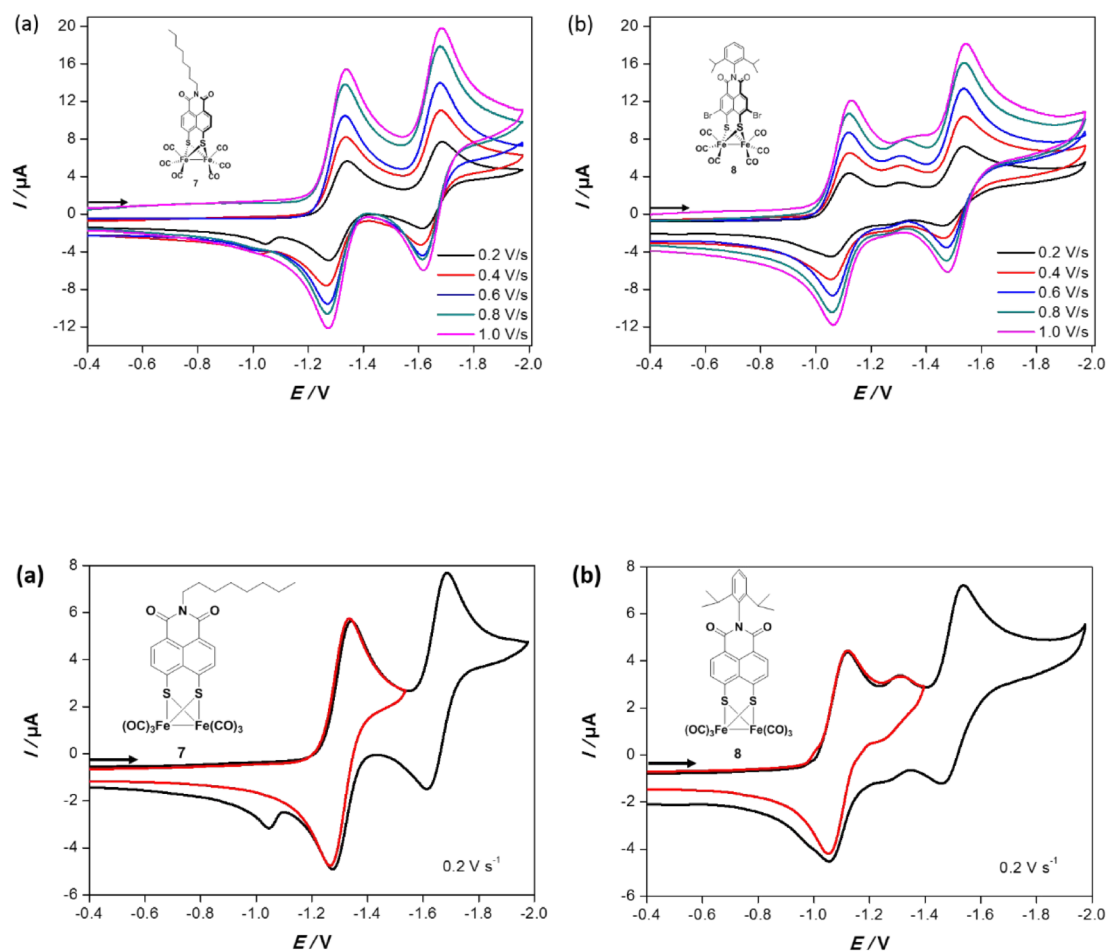 (a)
20
16
12
8
4
0
-4
-8
-12
I /µA
N
O
O
S
S
OC
CO
OC
Fe
Fe
CO
OC
CO
7
0.2 V/s
0.4 V/s
0.6 V/s
0.8 V/s
1.0 V/s
-0.4 -0.6 -0.8 -1.0 -1.2 -1.4 -1.6 -1.8 -2.0
E /V
(b)
20
16
12
8
4
0
-4
-8
-12
I /µA
O
N
O
Br
Br
S
S
OC
CO
OC
Fe
Fe
CO
OC
CO
8
0.2 V/s
0.4 V/s
0.6 V/s
0.8 V/s
1.0 V/s
-0.4 -0.6 -0.8 -1.0 -1.2 -1.4 -1.6 -1.8 -2.0
E /V
(a)
8
6
4
2
0
-2
-4
-6
I /µA
O N O
S S
(OC)3Fe Fe(CO)3
7
0.2 V s-1
-0.4 -0.6 -0.8 -1.0 -1.2 -1.4 -1.6 -1.8 -2.0
E /V
(b)
8
6
4
2
0
-2
-4
-6
I /µA
O N O
S S
(OC)3Fe Fe(CO)3
8
0.2 V s-1
-0.4 -0.6 -0.8 -1.0 -1.2 -1.4 -1.6 -1.8 -2.0
E /V